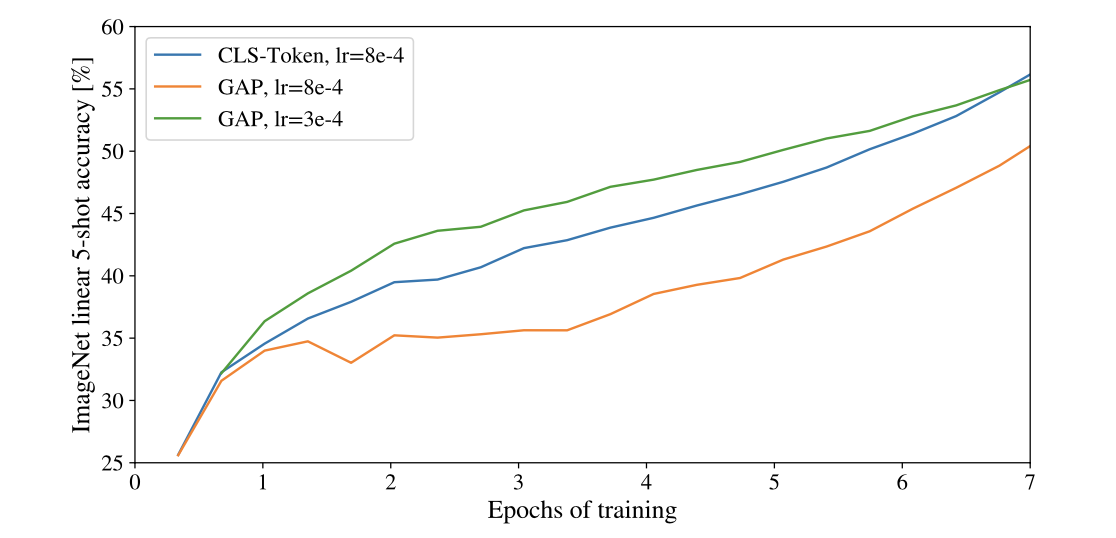 60
55
50
45
40
35
30
25
ImageNet linear 5-shot accuracy [%]
CLS-Token, lr=8e-4
GAP, lr=8e-4
GAP, lr=3e-4
0 1 2 3 4 5 6 7
Epochs of training